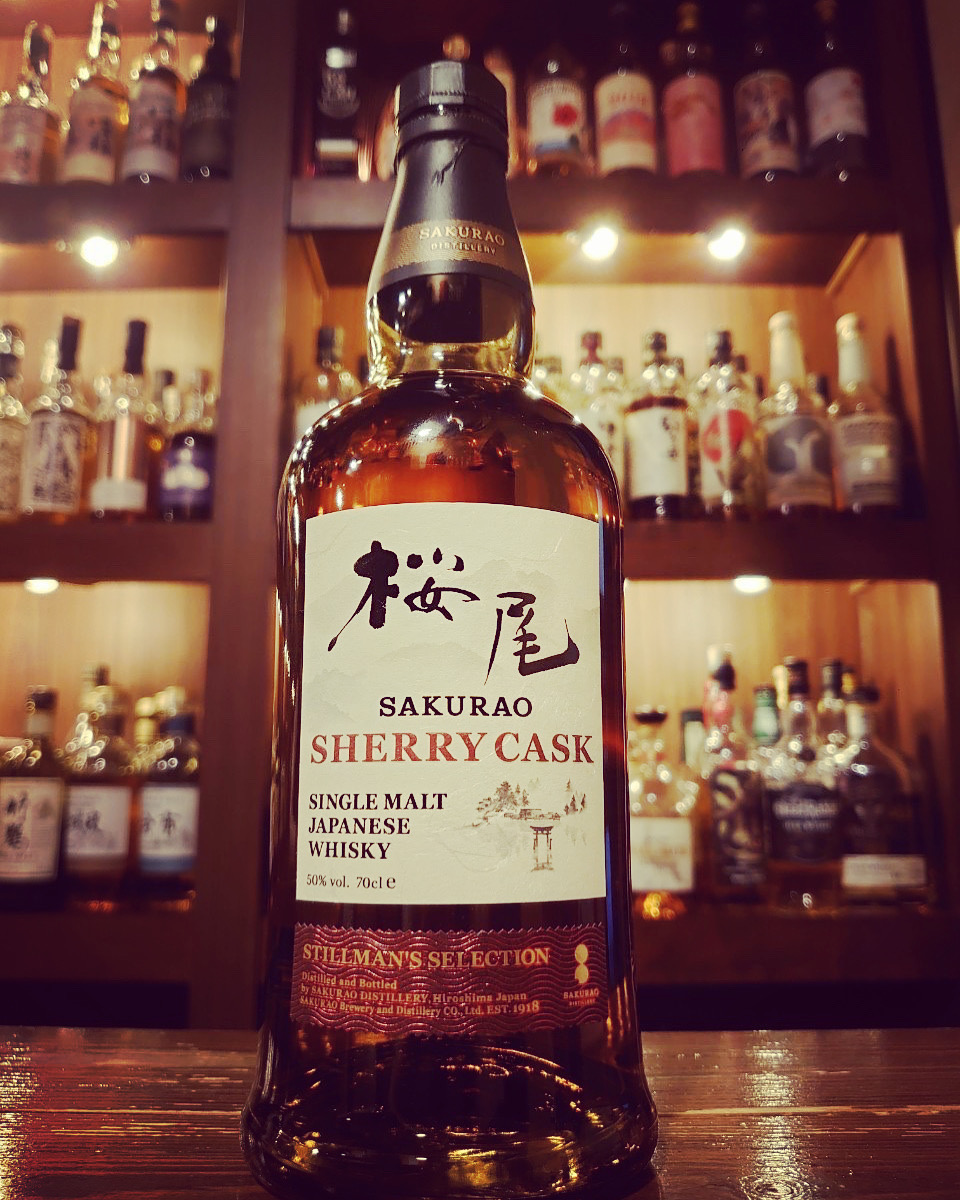 SAKURAO
DISTILLERY
桜尾
SAKURAO
SHERRY CASK
SINGLE MALT
JAPANESE
WHISKY
50% vol. 70cl e
STILLMAN'S SELECTION
Distilled and Bottled
by SAKURAO DISTILLERY, Hiroshima Japan
SAKURAO Brewery and Distillery CO., Ltd. EST. 1918
SAKURAO
DISTILLERY